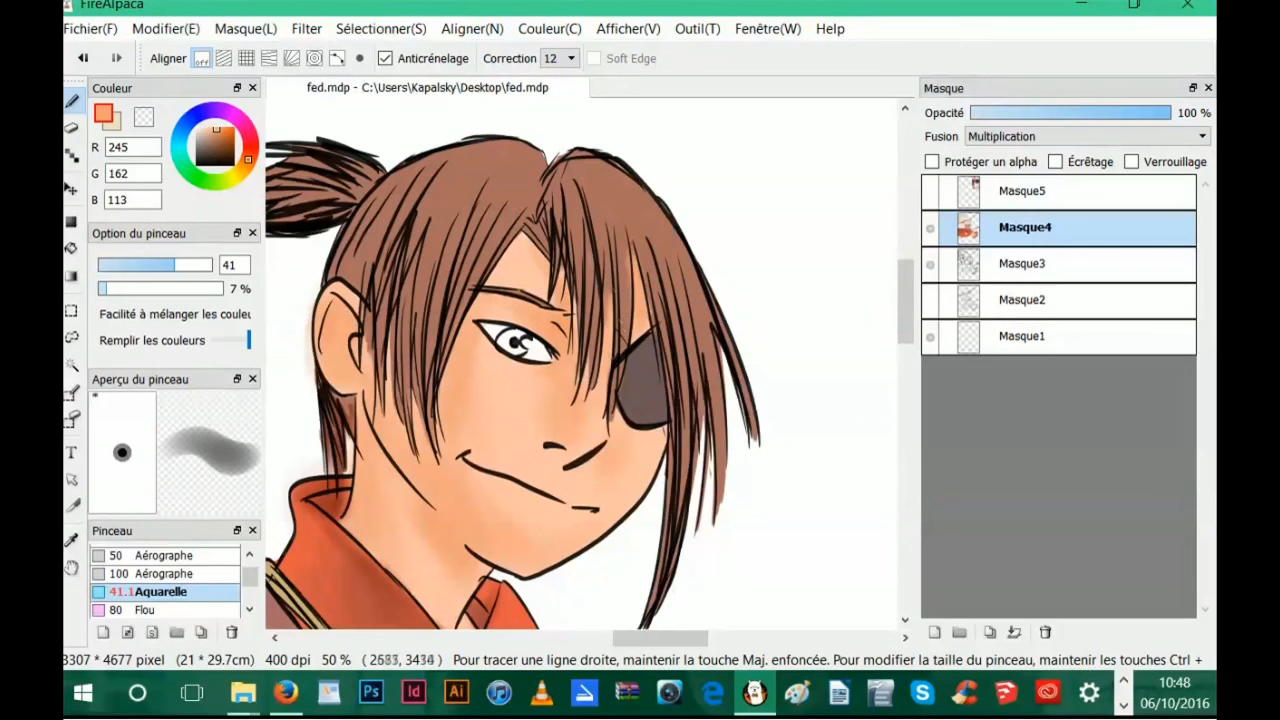 FireAlpaca
Fichier(F) Modifier(E) Masque(L) Filter Sélectionner(S) Aligner(N) Couleur(C) Afficher(V) Outil(T) Fenêtre(W) Help
Aligner off Anticrénelage Correction 12 Soft Edge
Couleur
fed.mdp - C:\Users\Kapalsky\Desktop\fed.mdp
Masque
Opacité 100 %
R 245
Fusion Multiplication
G 162
Protéger un alpha Écrêtage Verrouillage
B 113
Masque5
Option du pinceau
Masque4
41
Masque3
7 %
Facilité à mélanger les couleu
Masque2
Remplir les couleurs
Masque1
Aperçu du pinceau
*
T
Pinceau
50 Aérographe
100 Aérographe
41.1 Aquarelle
80 Flou
3307 * 4677 pixel (21 * 29.7cm) 400 dpi 50 % Pour tracer une ligne droite, maintenir la touche Maj. enfoncée. Pour modifier la taille du pinceau, maintenir les touches Ctrl +
Ps Id Ai
10:48
06/10/2016